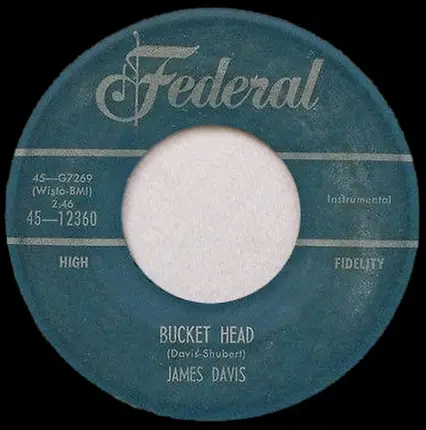 Federal
45—G7269
(Wisto-BMI)
2:46
45—12360
Instrumental
HIGH
FIDELITY
BUCKET HEAD
(Davis-Shubert)
JAMES DAVIS